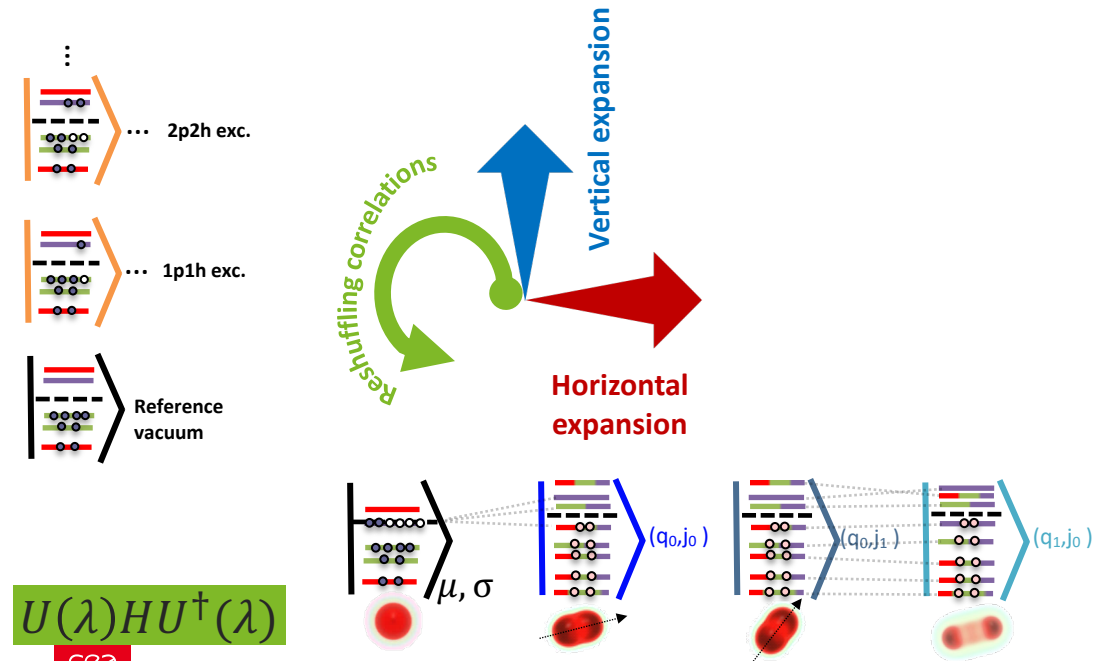 ⋮
··· 2p2h exc.
··· 1p1h exc.
Reference
vacuum
Reshuffling correlations
Vertical expansion
Horizontal
expansion
μ, σ
(q₀,j₀ )
(q₀,j₁ )
(q₁,j₀ )
U(λ)HU†(λ)